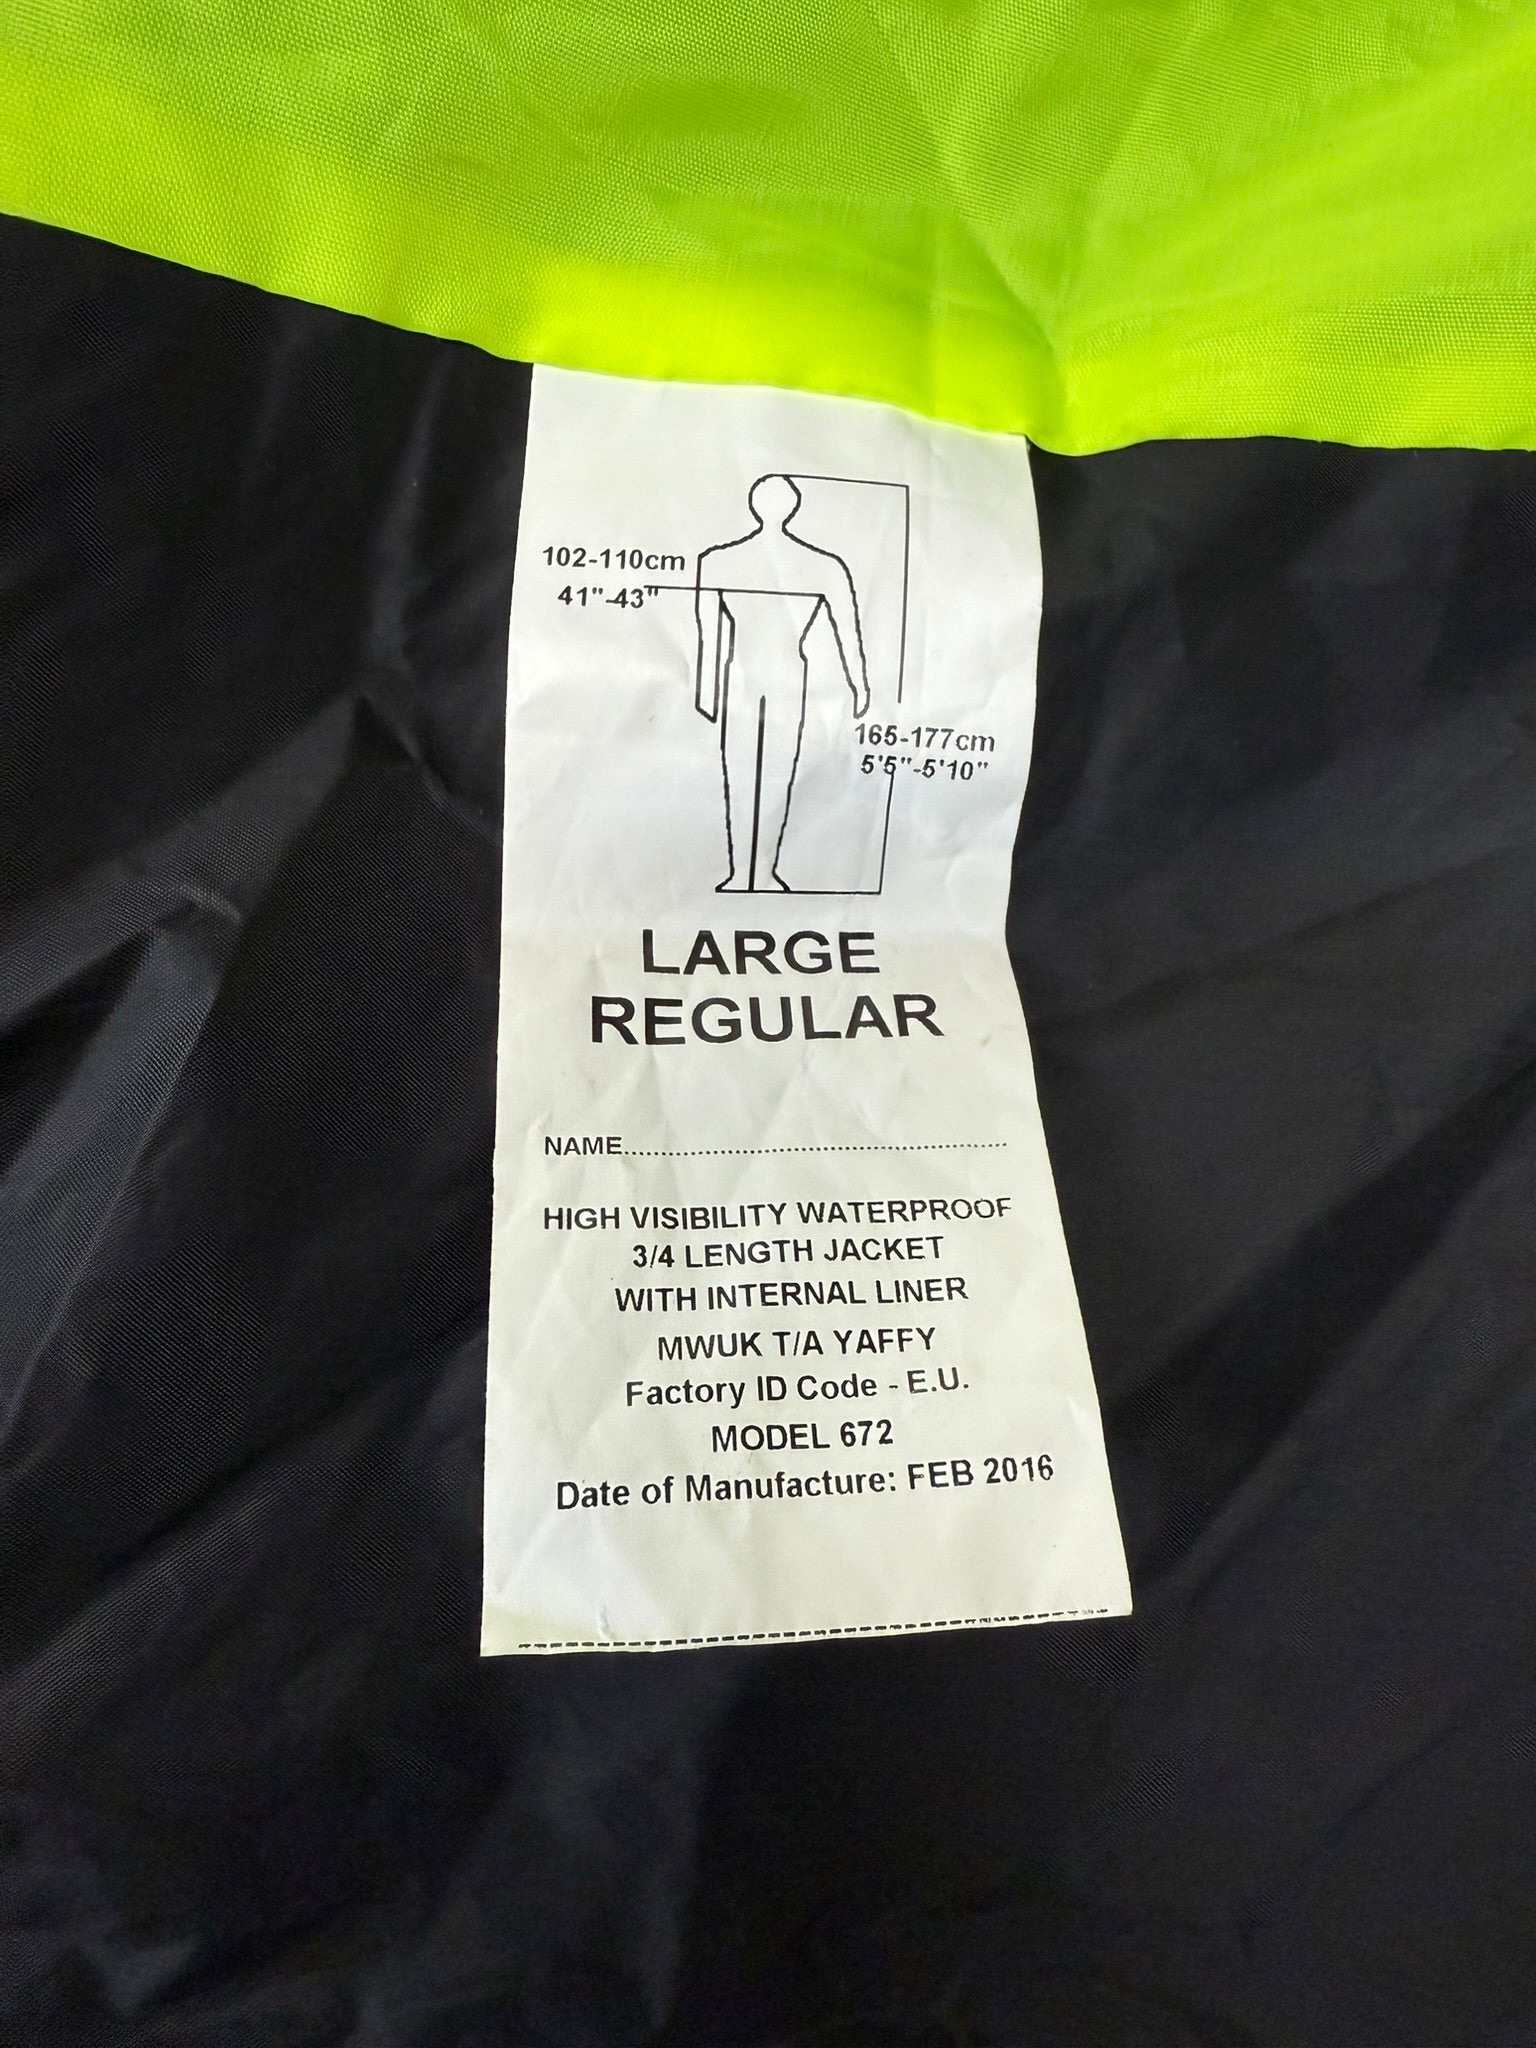 102-110cm
41"-43"
165-177cm
5'5"-5'10"
LARGE
REGULAR
NAME.......................................................
HIGH VISIBILITY WATERPROOF
3/4 LENGTH JACKET
WITH INTERNAL LINER
MWUK T/A YAFFY
Factory ID Code - E.U.
MODEL 672
Date of Manufacture: FEB 2016